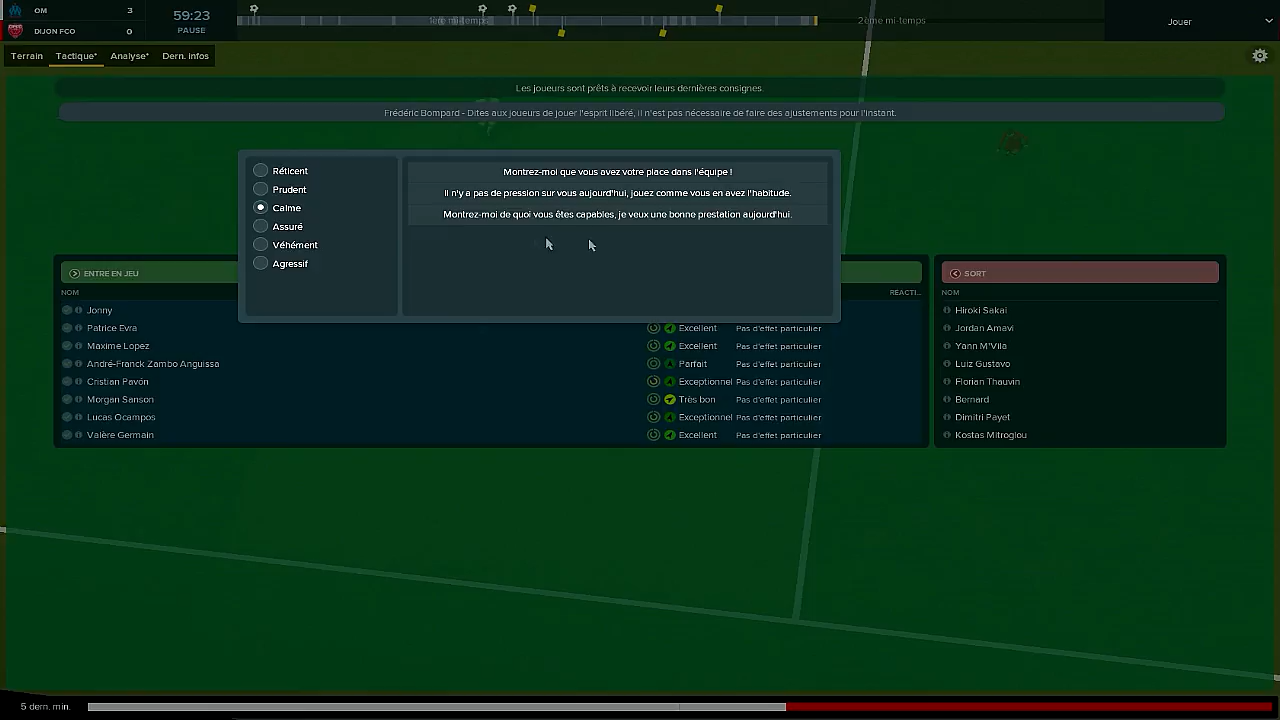 OM 3
DIJON FCO 0
59:23
PAUSE
1ère mi-temps
2ème mi-temps
Jouer
Terrain Tactique* Analyse* Dern. infos
Les joueurs sont prêts à recevoir leurs dernières consignes.
Frédéric Bompard - Dites aux joueurs de jouer l'esprit libéré, il n'est pas nécessaire de faire des ajustements pour l'instant.
Réticent
Prudent
Calme
Assuré
Véhément
Agressif
Montrez-moi que vous avez votre place dans l'équipe !
Il n'y a pas de pression sur vous aujourd'hui, jouez comme vous en avez l'habitude.
Montrez-moi de quoi vous êtes capables, je veux une bonne prestation aujourd'hui.
ENTRE EN JEU
NOM REACTI...
Jonny
Patrice Evra Excellent Pas d'effet particulier
Maxime Lopez Excellent Pas d'effet particulier
André-Franck Zambo Anguissa Parfait Pas d'effet particulier
Cristian Pavón Exceptionnel Pas d'effet particulier
Morgan Sanson Très bon Pas d'effet particulier
Lucas Ocampos Exceptionnel Pas d'effet particulier
Valère Germain Excellent Pas d'effet particulier
SORT
NOM
Hiroki Sakai
Jordan Amavi
Yann M'Vila
Luiz Gustavo
Florian Thauvin
Bernard
Dimitri Payet
Kostas Mitroglou
5 dern. min.